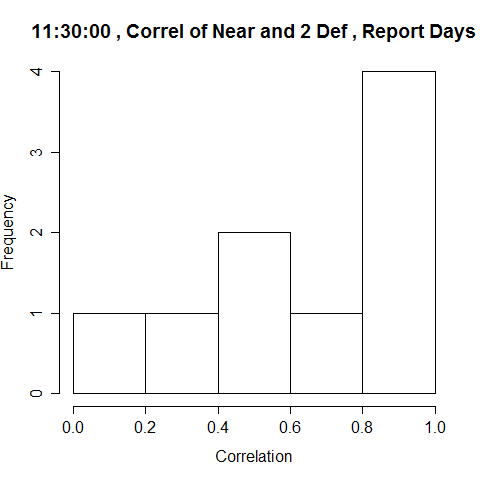 11:30:00 , Correl of Near and 2 Def , Report Days
4
3
2
1
0
Frequency
0.0 0.2 0.4 0.6 0.8 1.0
Correlation